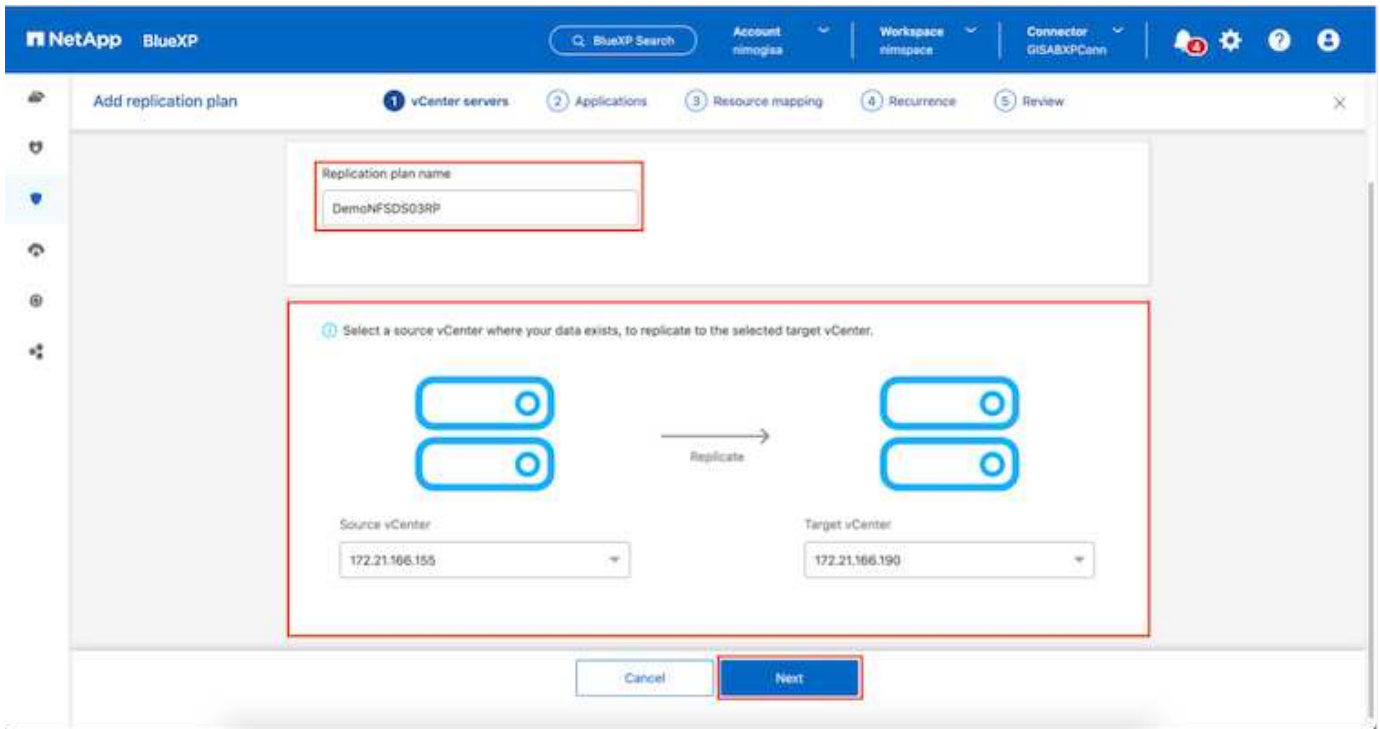 NetApp BlueXP
BlueXP Search
Account
nimogisa
Workspace
nimspace
Connector
GISABXPConn
4
?
Add replication plan
1 vCenter servers
2 Applications
3 Resource mapping
4 Recurrence
5 Review
Replication plan name
DemoNFSDS03RP
Select a source vCenter where your data exists, to replicate to the selected target vCenter.
Replicate
Source vCenter
Target vCenter
172.21.166.155
172.21.166.190
Cancel
Next